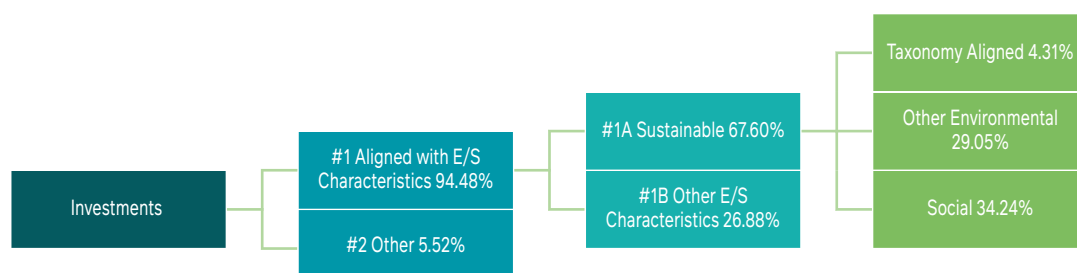 Investments
#1 Aligned with E/S
Characteristics 94.48%
#2 Other 5.52%
#1A Sustainable 67.60%
#1B Other E/S
Characteristics 26.88%
Taxonomy Aligned 4.31%
Other Environmental
29.05%
Social 34.24%